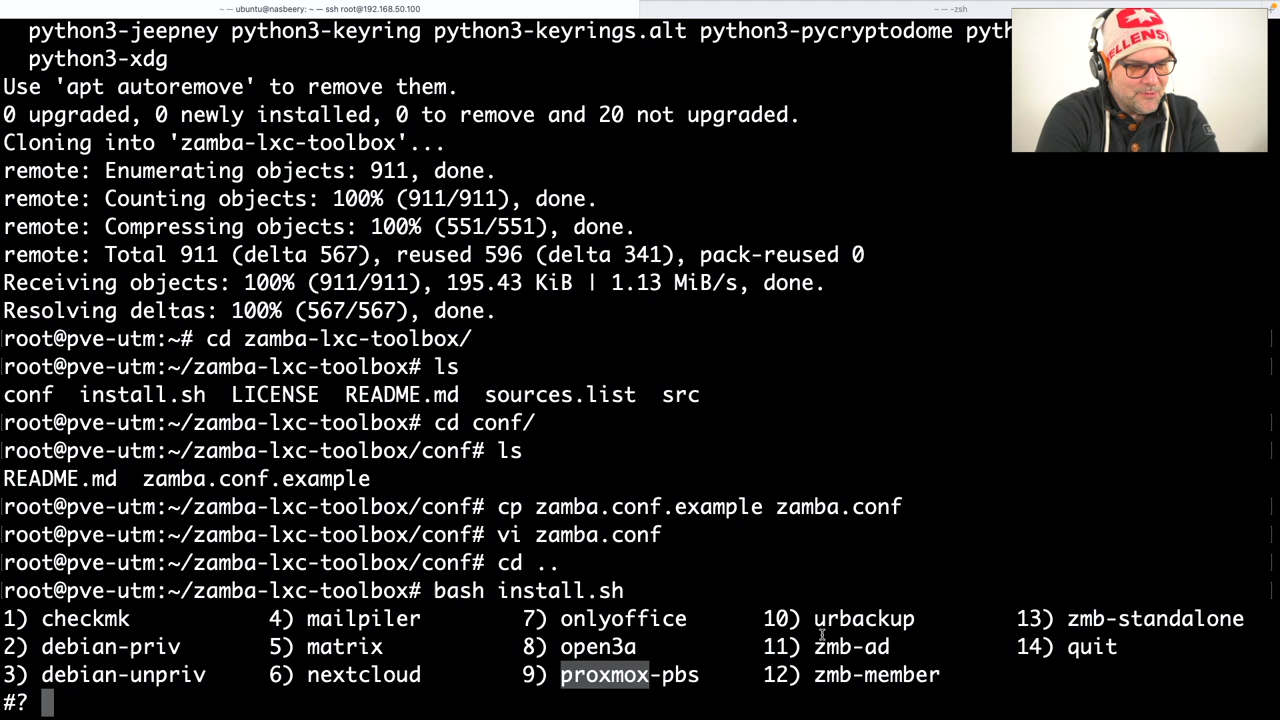 ~ — ubuntu@nasbeery: ~ — ssh root@192.168.50.100
~ — -zsh
python3-jeepney python3-keyring python3-keyrings.alt python3-pycryptodome
python3-xdg
Use 'apt autoremove' to remove them.
0 upgraded, 0 newly installed, 0 to remove and 20 not upgraded.
Cloning into 'zamba-lxc-toolbox'...
remote: Enumerating objects: 911, done.
remote: Counting objects: 100% (911/911), done.
remote: Compressing objects: 100% (551/551), done.
remote: Total 911 (delta 567), reused 596 (delta 341), pack-reused 0
Receiving objects: 100% (911/911), 195.43 KiB | 1.13 MiB/s, done.
Resolving deltas: 100% (567/567), done.
root@pve-utm:~# cd zamba-lxc-toolbox/
root@pve-utm:~/zamba-lxc-toolbox# ls
conf install.sh LICENSE README.md sources.list src
root@pve-utm:~/zamba-lxc-toolbox# cd conf/
root@pve-utm:~/zamba-lxc-toolbox/conf# ls
README.md zamba.conf.example
root@pve-utm:~/zamba-lxc-toolbox/conf# cp zamba.conf.example zamba.conf
root@pve-utm:~/zamba-lxc-toolbox/conf# vi zamba.conf
root@pve-utm:~/zamba-lxc-toolbox/conf# cd ..
root@pve-utm:~/zamba-lxc-toolbox# bash install.sh
1) checkmk 4) mailpiler 7) onlyoffice 10) urbackup 13) zmb-standalone
2) debian-priv 5) matrix 8) open3a 11) zmb-ad 14) quit
3) debian-unpriv 6) nextcloud 9) proxmox-pbs 12) zmb-member
#?